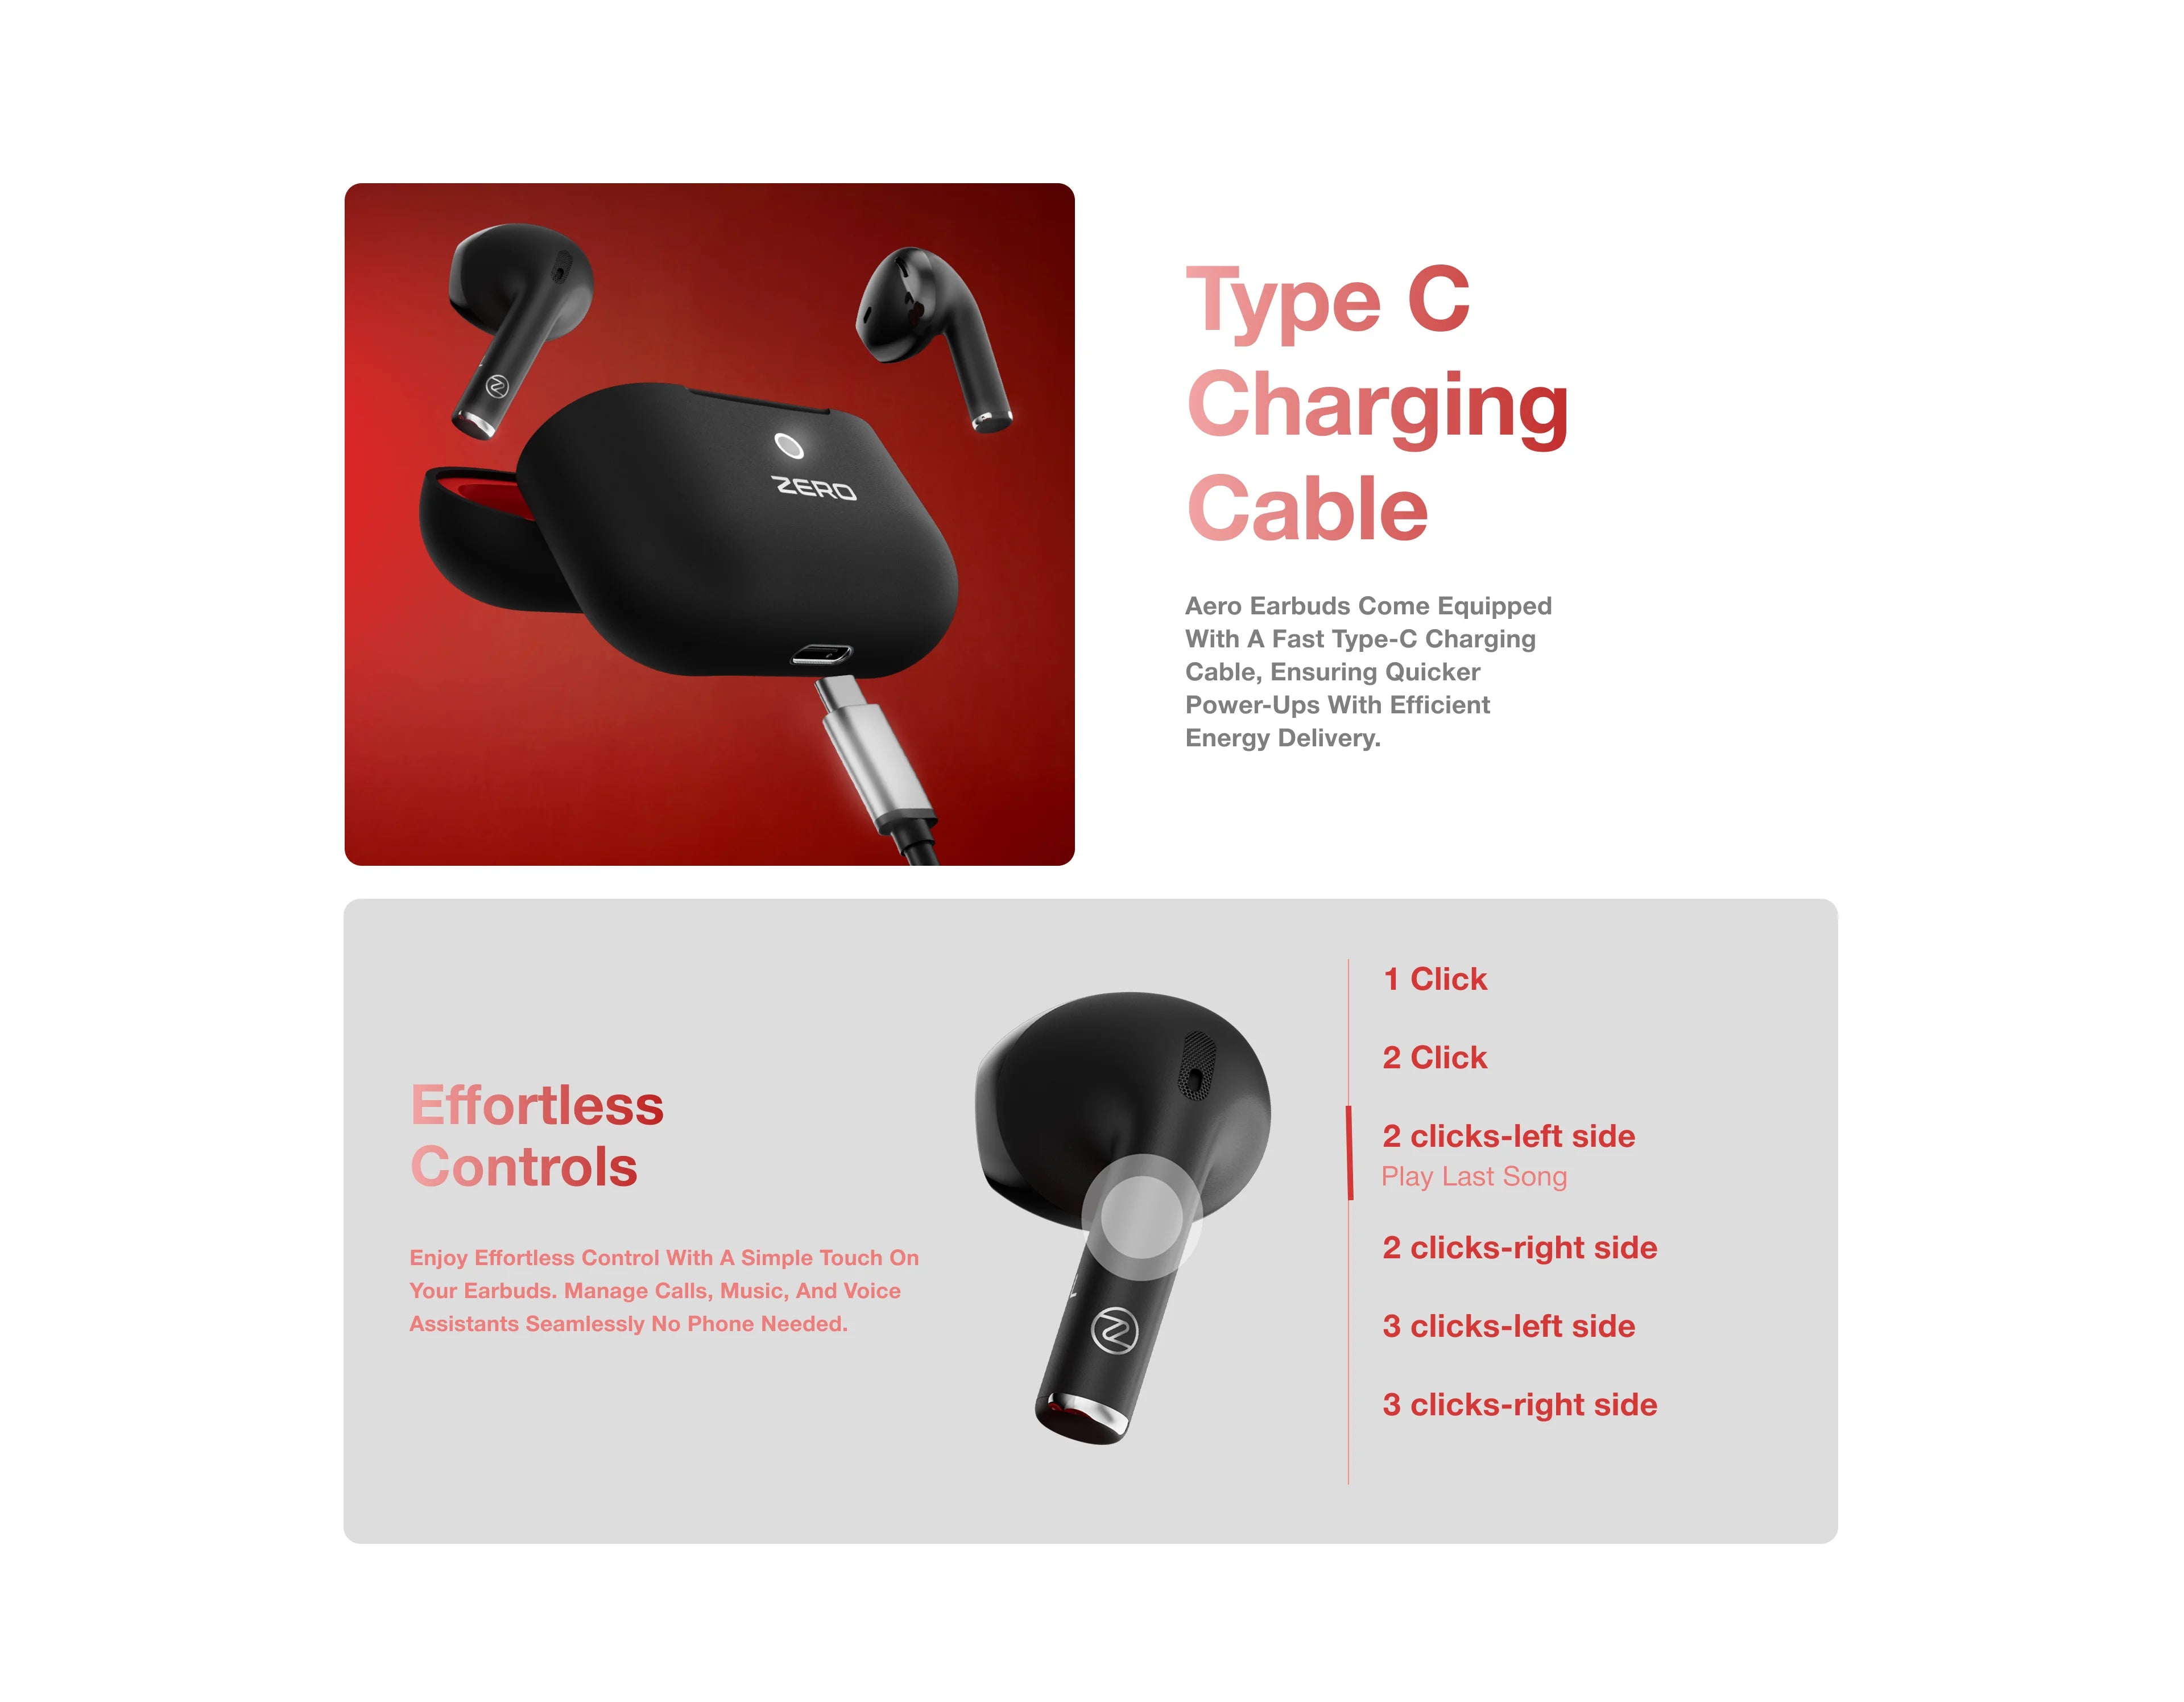 ZERO
Type C
Charging
Cable
Aero Earbuds Come Equipped
With A Fast Type-C Charging
Cable, Ensuring Quicker
Power-Ups With Efficient
Energy Delivery.
Effortless
Controls
Enjoy Effortless Control With A Simple Touch On
Your Earbuds. Manage Calls, Music, And Voice
Assistants Seamlessly No Phone Needed.
1 Click
2 Click
2 clicks-left side
Play Last Song
2 clicks-right side
3 clicks-left side
3 clicks-right side